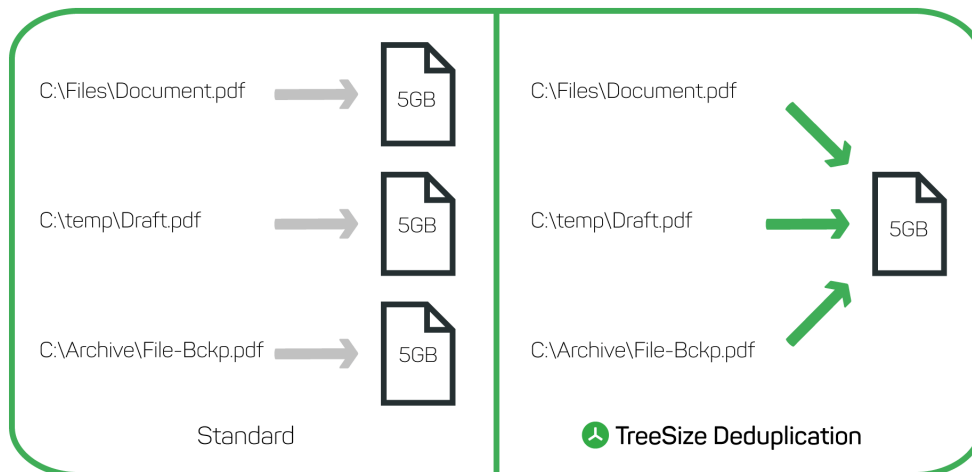 C:\Files\Document.pdf
5GB
C:\temp\Draft.pdf
5GB
C:\Archive\File-Bckp.pdf
5GB
Standard
C:\Files\Document.pdf
C:\temp\Draft.pdf
5GB
C:\Archive\File-Bckp.pdf
TreeSize Deduplication